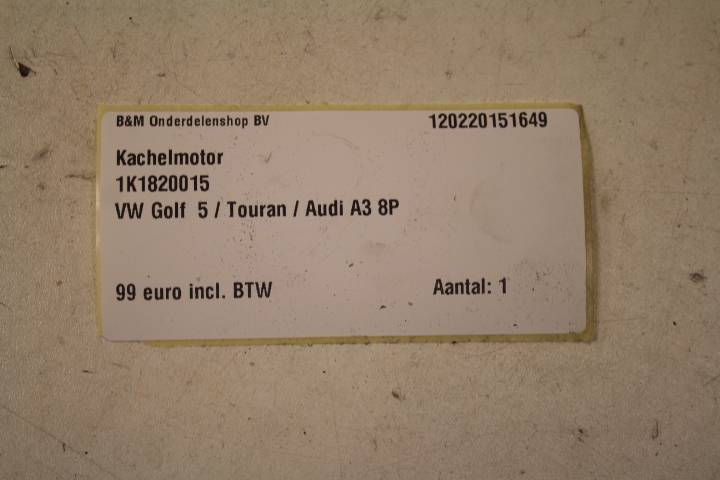 B&M Onderdelenshop BV 120220151649
Kachelmotor
1K1820015
VW Golf 5 / Touran / Audi A3 8P
99 euro incl. BTW Aantal: 1